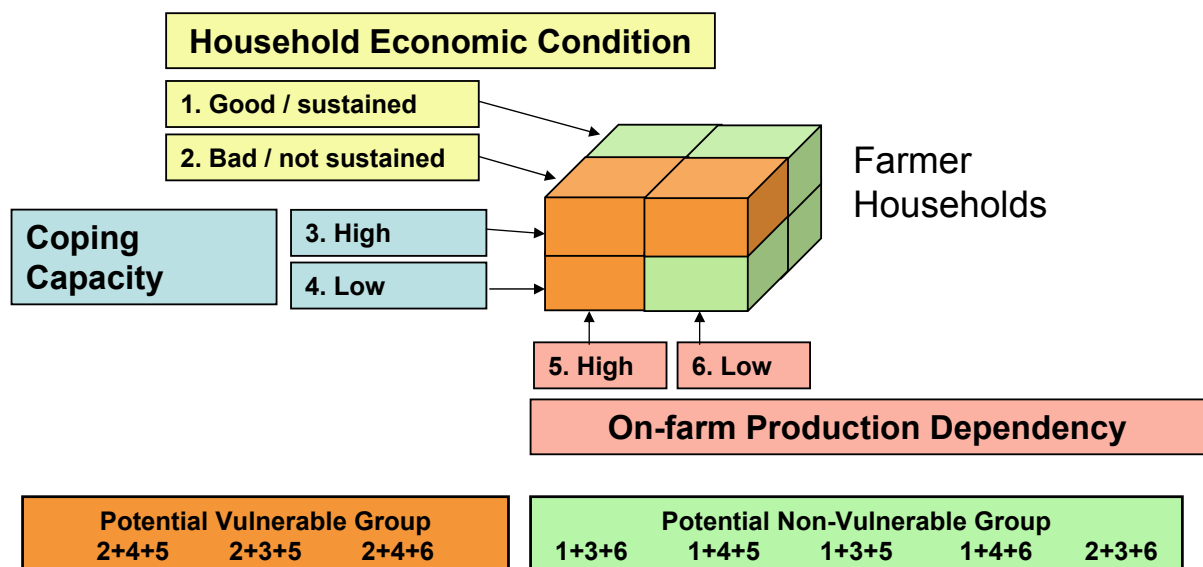 Household Economic Condition
1. Good / sustained
2. Bad / not sustained
Farmer
Households
Coping
Capacity
3. High
4. Low
5. High
6. Low
On-farm Production Dependency
Potential Vulnerable Group
2+4+5 2+3+5 2+4+6
Potential Non-Vulnerable Group
1+3+6 1+4+5 1+3+5 1+4+6 2+3+6